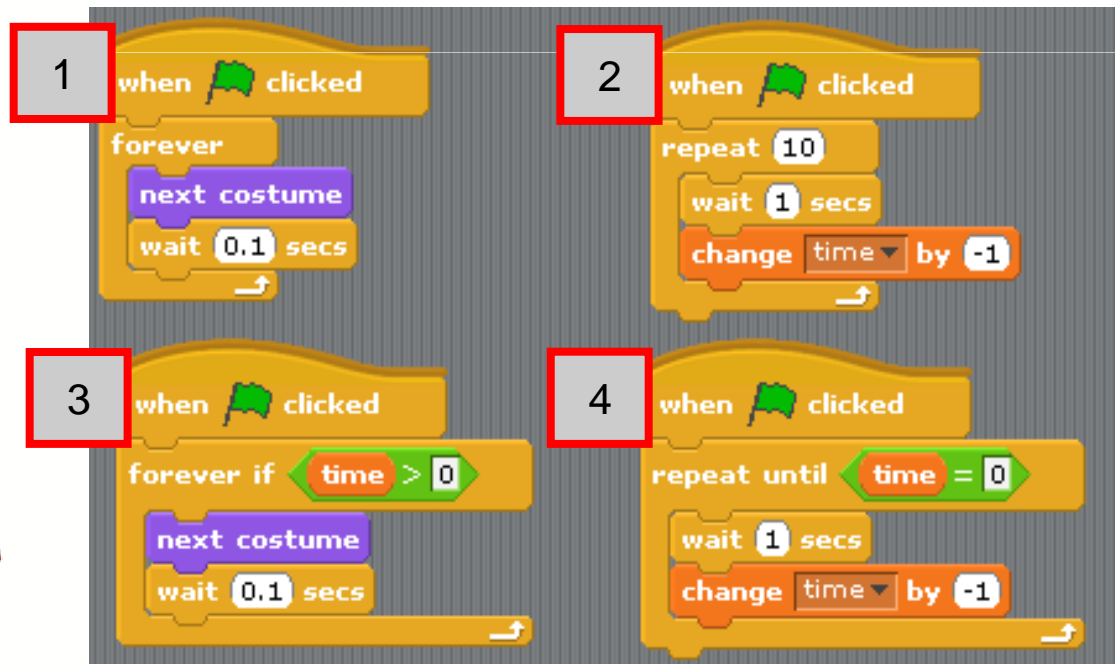 1
when clicked
forever
next costume
wait 0.1 secs
2
when clicked
repeat 10
wait 1 secs
change time by -1
3
when clicked
forever if time > 0
next costume
wait 0.1 secs
4
when clicked
repeat until time = 0
wait 1 secs
change time by -1